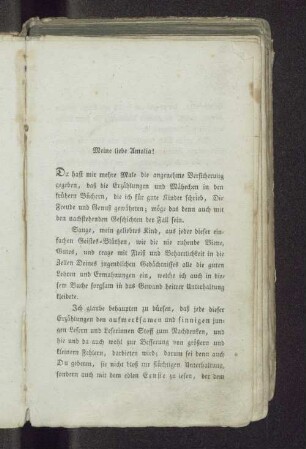 Meine liebe Amelia!
Du hast mir mehre Male die angenehme Versicherung
gegeben, daß die Erzählungen und Mährchen in den
frühern Büchern, die ich für gute Kinder schrieb, Dir
Freude und Genuß gewährten; möge das denn auch mit
den nachstehenden Geschichten der Fall sein.
Sauge, mein geliebtes Kind, aus jeder dieser ein-
fachen Geistes-Blüthen, wie die nie ruhende Biene,
Gutes, und trage mit Fleiß und Beharrlichkeit in die
Zellen Deines jugendlichen Gedächtnisses alle die guten
Lehren und Ermahnungen ein, welche ich auch in die-
sem Buche sorgsam in das Gewand heiterer Unterhaltung
kleidete.
Ich glaube behaupten zu dürfen, daß jede dieser
Erzählungen den aufmerksamen und sinnigen jun-
gen Lesern und Leserinnen Stoff zum Nachdenken, und
hie und da auch wohl zur Besserung von größern und
kleinern Fehlern, darbieten wird; darum sei denn auch Du
gebeten, sie nicht bloß zur flüchtigen Unterhaltung,
sondern auch mit dem edlen Ernste zu lesen, der dem